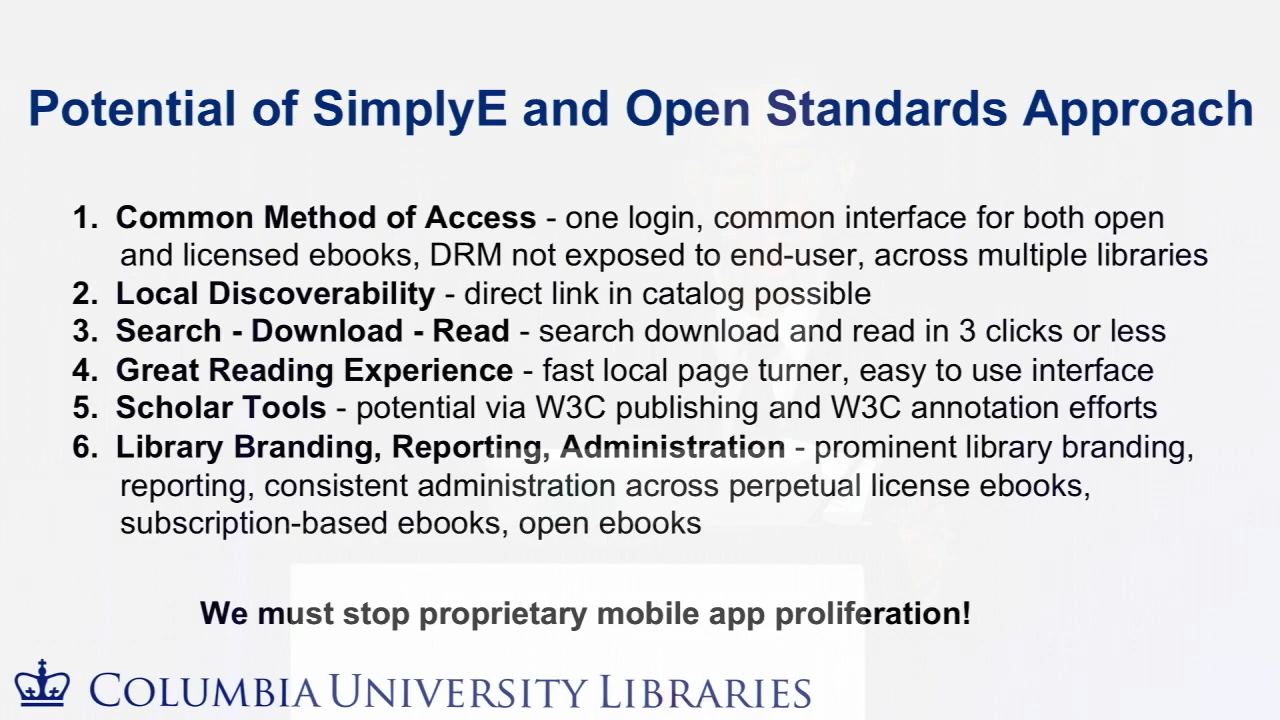 Potential of SimplyE and Open Standards Approach
1. Common Method of Access - one login, common interface for both open
and licensed ebooks, DRM not exposed to end-user, across multiple libraries
2. Local Discoverability - direct link in catalog possible
3. Search - Download - Read - search download and read in 3 clicks or less
4. Great Reading Experience - fast local page turner, easy to use interface
5. Scholar Tools - potential via W3C publishing and W3C annotation efforts
6. Library Branding, Reporting, Administration - prominent library branding,
reporting, consistent administration across perpetual license ebooks,
subscription-based ebooks, open ebooks
We must stop proprietary mobile app proliferation!
COLUMBIA UNIVERSITY LIBRARIES